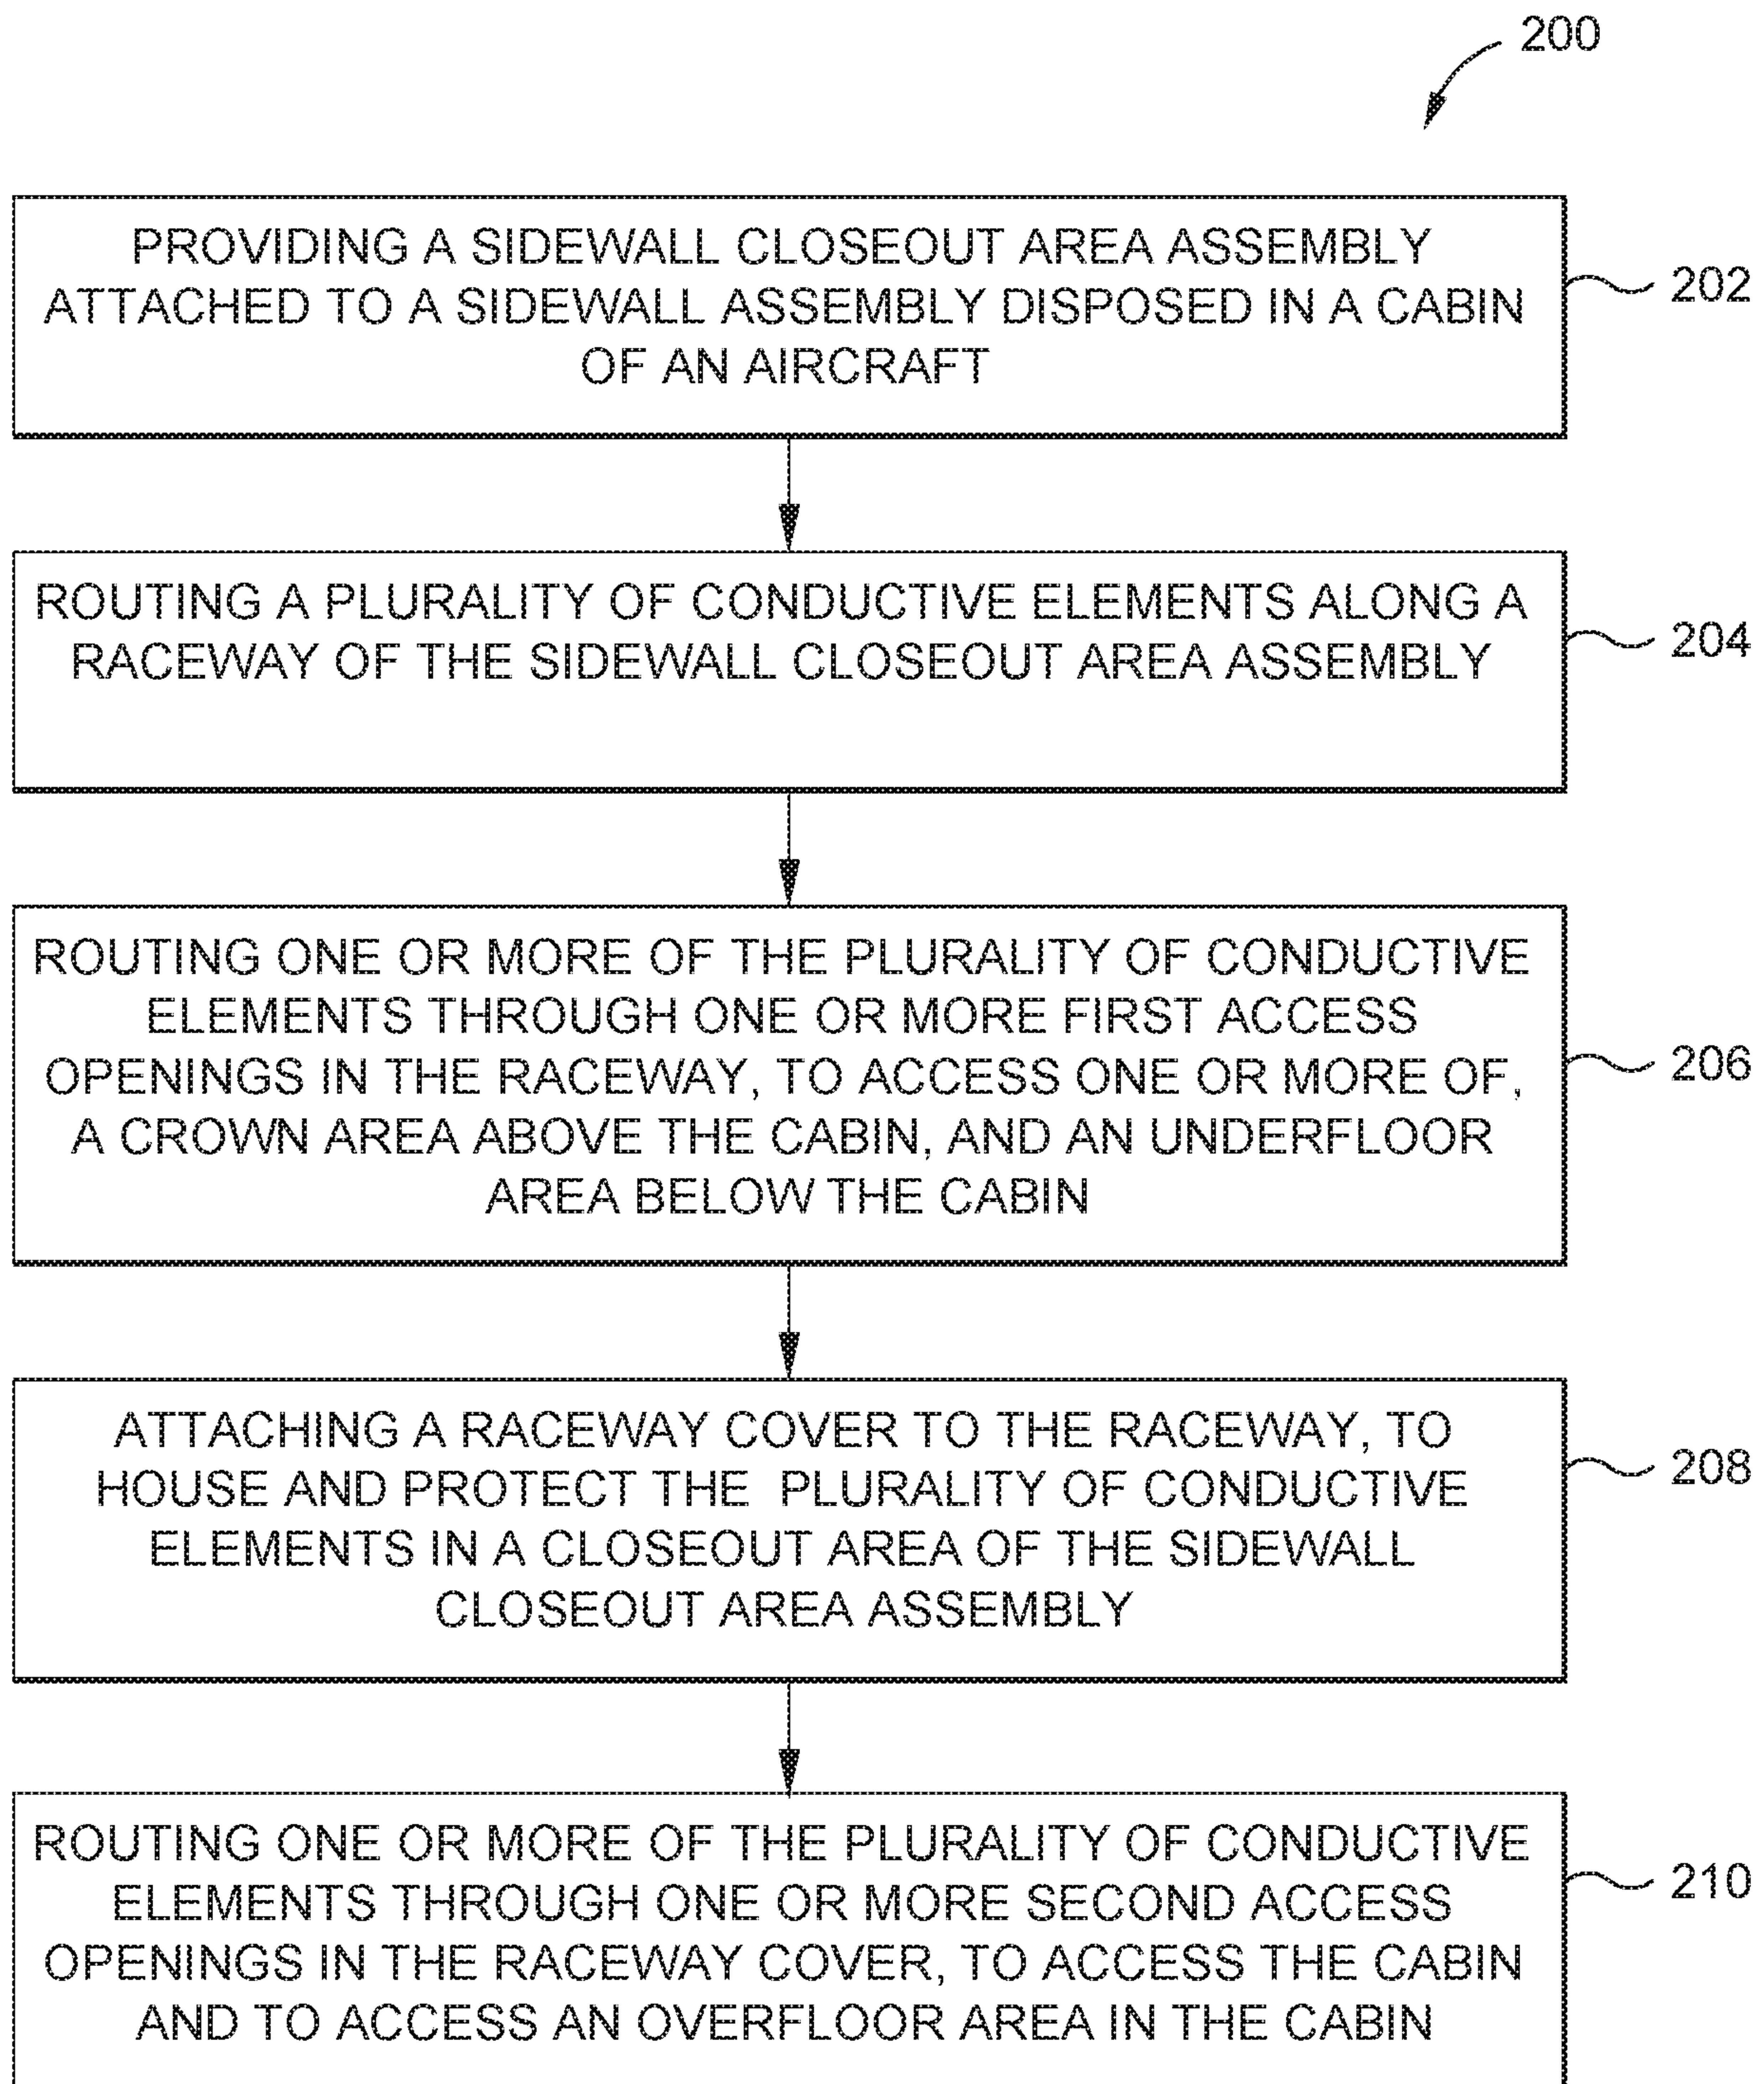 200
PROVIDING A SIDEWALL CLOSEOUT AREA ASSEMBLY
ATTACHED TO A SIDEWALL ASSEMBLY DISPOSED IN A CABIN
OF AN AIRCRAFT
202
ROUTING A PLURALITY OF CONDUCTIVE ELEMENTS ALONG A
RACEWAY OF THE SIDEWALL CLOSEOUT AREA ASSEMBLY
204
ROUTING ONE OR MORE OF THE PLURALITY OF CONDUCTIVE
ELEMENTS THROUGH ONE OR MORE FIRST ACCESS
OPENINGS IN THE RACEWAY, TO ACCESS ONE OR MORE OF,
A CROWN AREA ABOVE THE CABIN, AND AN UNDERFLOOR
AREA BELOW THE CABIN
206
ATTACHING A RACEWAY COVER TO THE RACEWAY, TO
HOUSE AND PROTECT THE PLURALITY OF CONDUCTIVE
ELEMENTS IN A CLOSEOUT AREA OF THE SIDEWALL
CLOSEOUT AREA ASSEMBLY
208
ROUTING ONE OR MORE OF THE PLURALITY OF CONDUCTIVE
ELEMENTS THROUGH ONE OR MORE SECOND ACCESS
OPENINGS IN THE RACEWAY COVER, TO ACCESS THE CABIN
AND TO ACCESS AN OVERFLOOR AREA IN THE CABIN
210